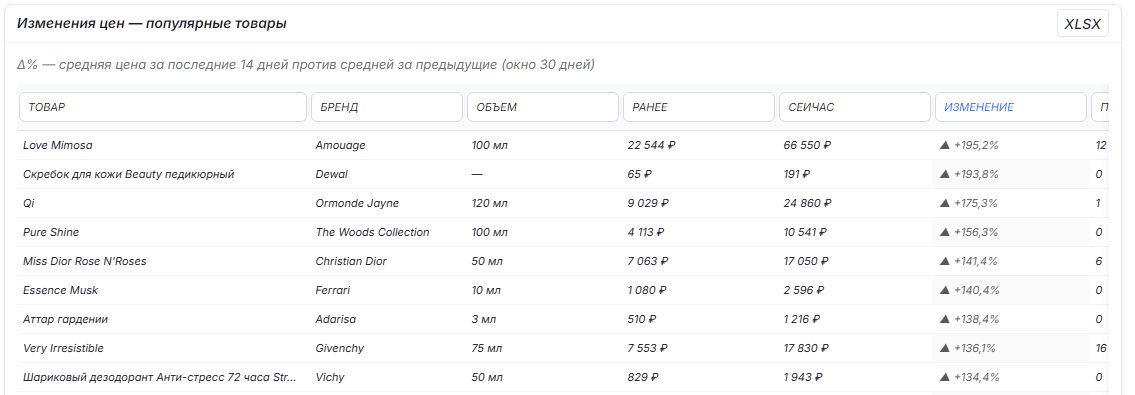 Изменения цен — популярные товары XLSX
Δ% — средняя цена за последние 14 дней против средней за предыдущие (окно 30 дней)
ТОВАР БРЕНД ОБЪЕМ РАНЕЕ СЕЙЧАС ИЗМЕНЕНИЕ П
Love Mimosa Amouage 100 мл 22 544 ₽ 66 550 ₽ ▲ +195,2% 12
Скребок для кожи Beauty педикюрный Dewal — 65 ₽ 191 ₽ ▲ +193,8% 0
Qi Ormonde Jayne 120 мл 9 029 ₽ 24 860 ₽ ▲ +175,3% 1
Pure Shine The Woods Collection 100 мл 4 113 ₽ 10 541 ₽ ▲ +156,3% 0
Miss Dior Rose N'Roses Christian Dior 50 мл 7 063 ₽ 17 050 ₽ ▲ +141,4% 6
Essence Musk Ferrari 10 мл 1 080 ₽ 2 596 ₽ ▲ +140,4% 0
Аттар гардении Adarisa 3 мл 510 ₽ 1 216 ₽ ▲ +138,4% 0
Very Irresistible Givenchy 75 мл 7 553 ₽ 17 830 ₽ ▲ +136,1% 16
Шариковый дезодорант Анти-стресс 72 часа Str... Vichy 50 мл 829 ₽ 1 943 ₽ ▲ +134,4% 0